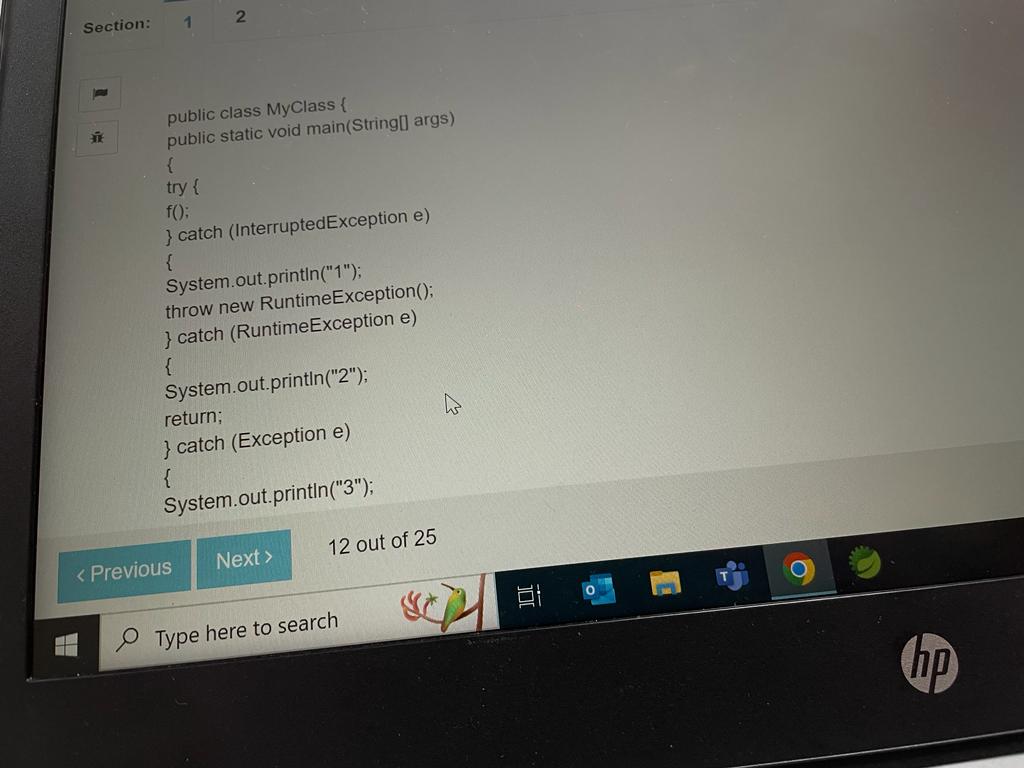 Section: 1 2
public class MyClass {
public static void main(String[] args)
{
try {
f();
} catch (InterruptedException e)
{
System.out.println("1");
throw new RuntimeException();
} catch (RuntimeException e)
{
System.out.println("2");
return;
} catch (Exception e)
{
System.out.println("3");
< Previous Next > 12 out of 25
Type here to search
hp